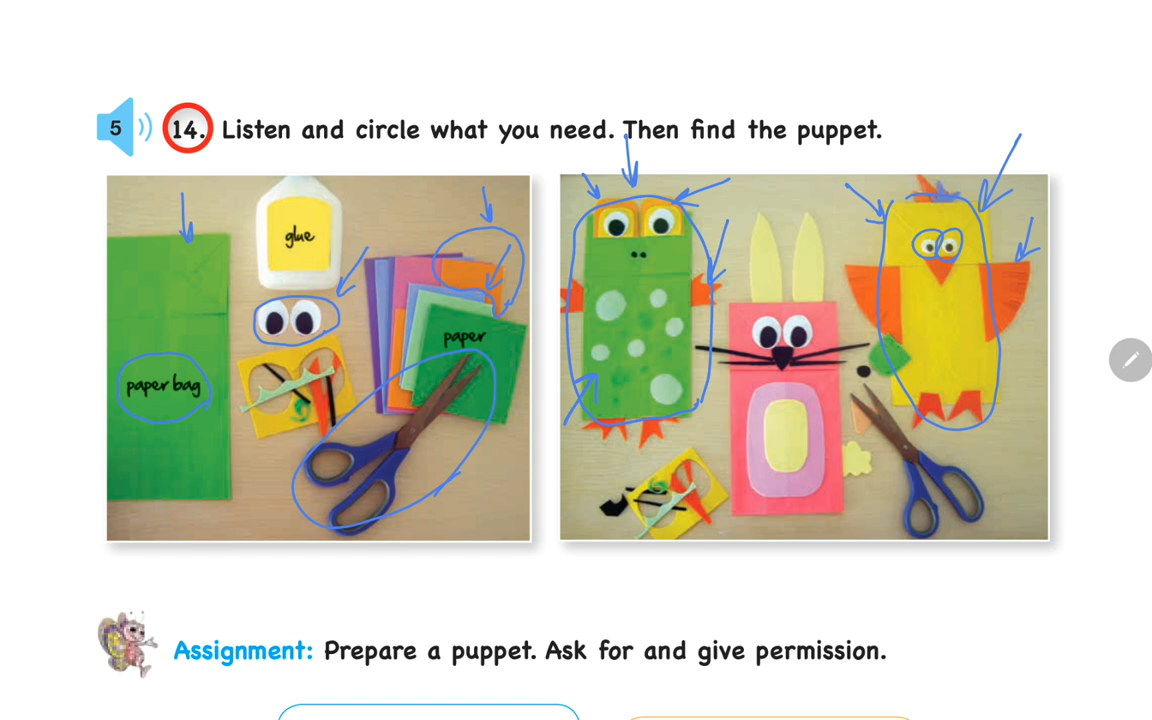 5 14. Listen and circle what you need. Then find the puppet.
glue
paper
paper bag
Assignment: Prepare a puppet. Ask for and give permission.